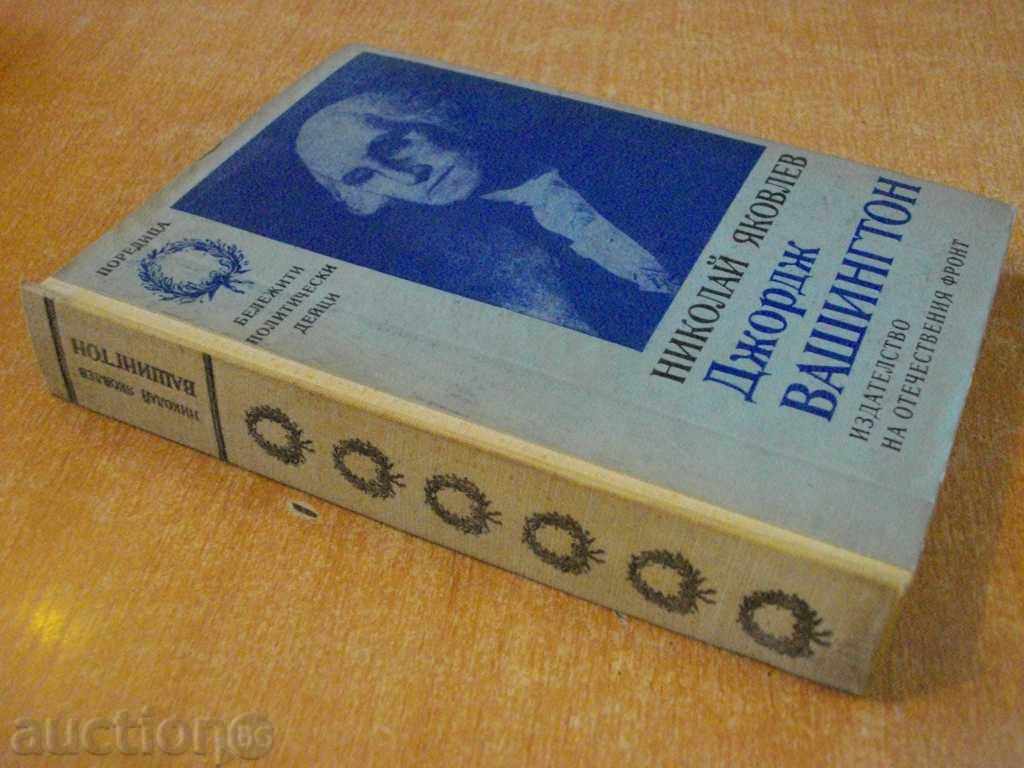 ПОРЕДИЦА
БЕЛЕЖИТИ
ПОЛИТИЧЕСКИ
ДЕЙЦИ
НИКОЛАЙ ЯКОВЛЕВ
Джордж
ВАШИНГТОН
ИЗДАТЕЛСТВО
НА ОТЕЧЕСТВЕНИЯ ФРОНТ
НИКОЛАЙ ЯКОВЛЕВ
ВАШИНГТОН
auction.BG